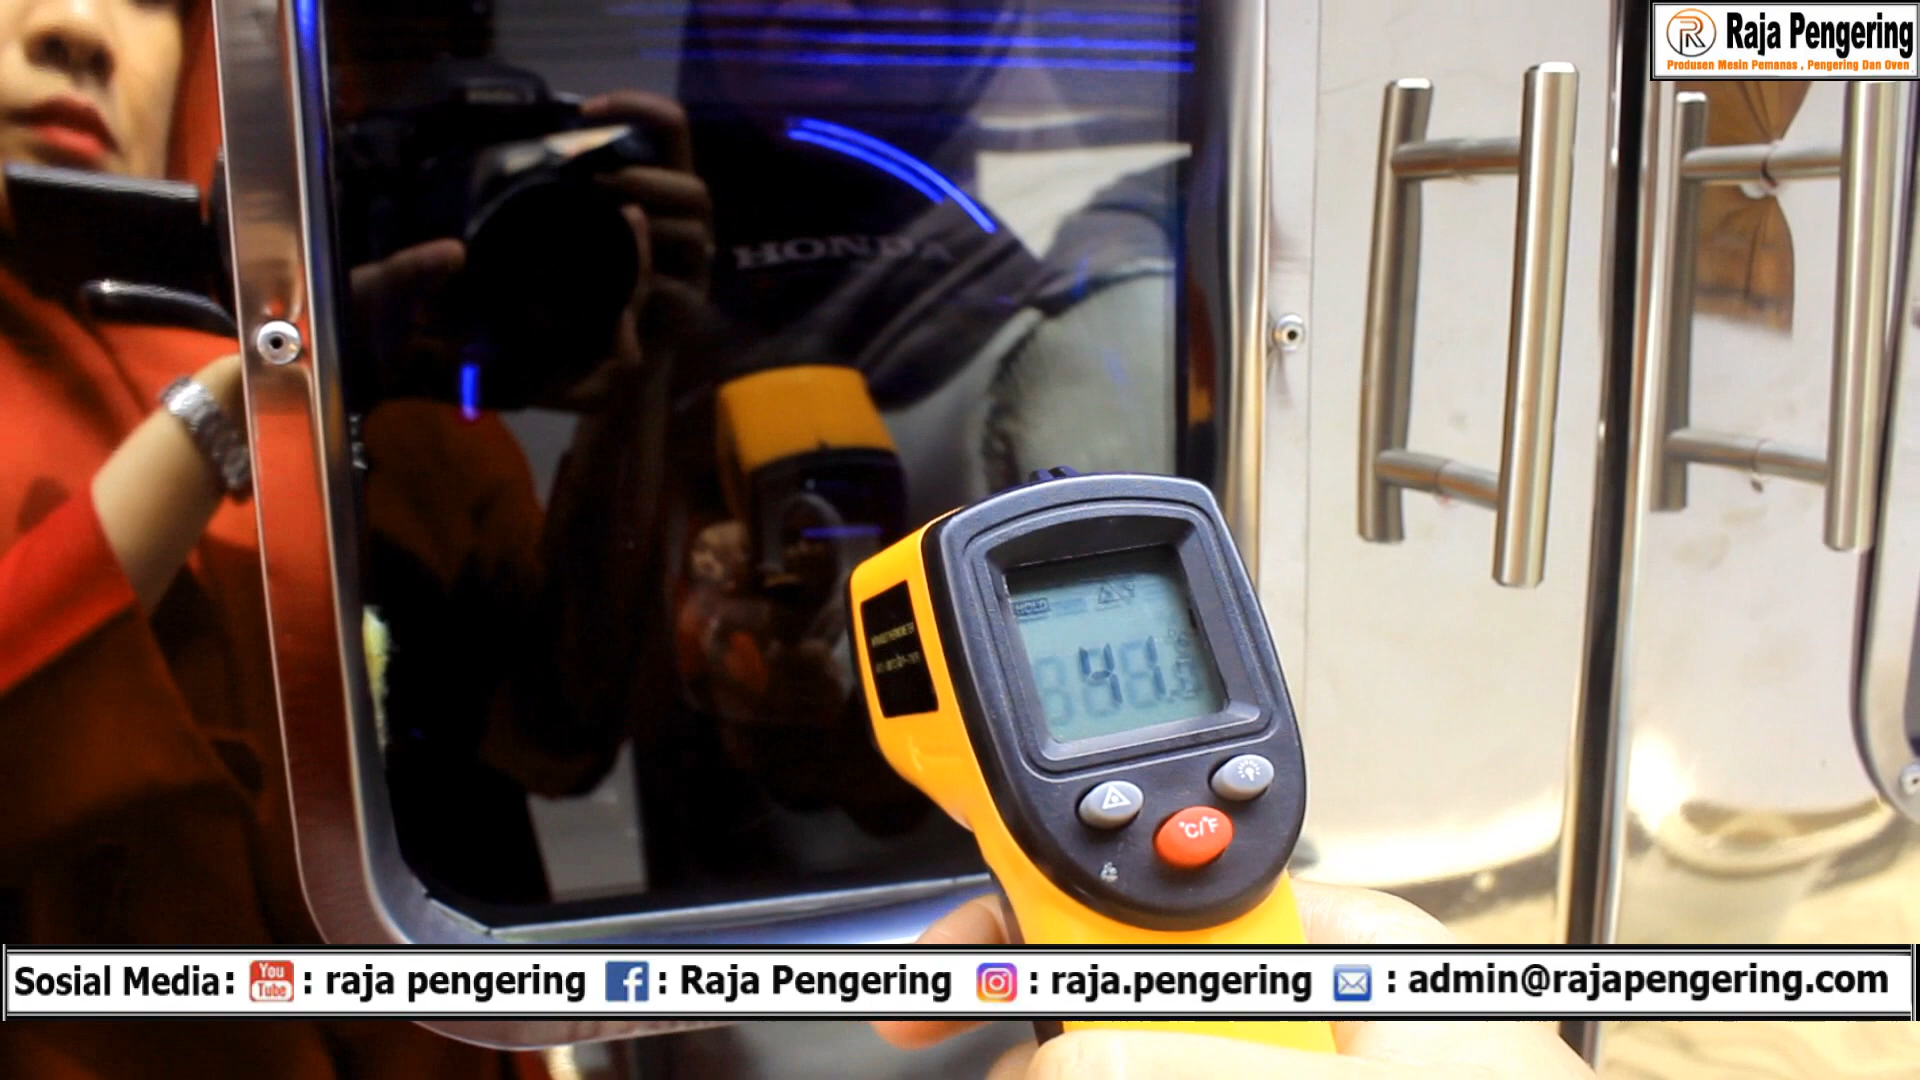 Raja Pengering
Produsen Mesin Pemanas , Pengering Dan Oven
HONDA
HOLD
°C/°F
Sosial Media : You Tube : raja pengering : Raja Pengering : raja.pengering : admin@rajapengering.com